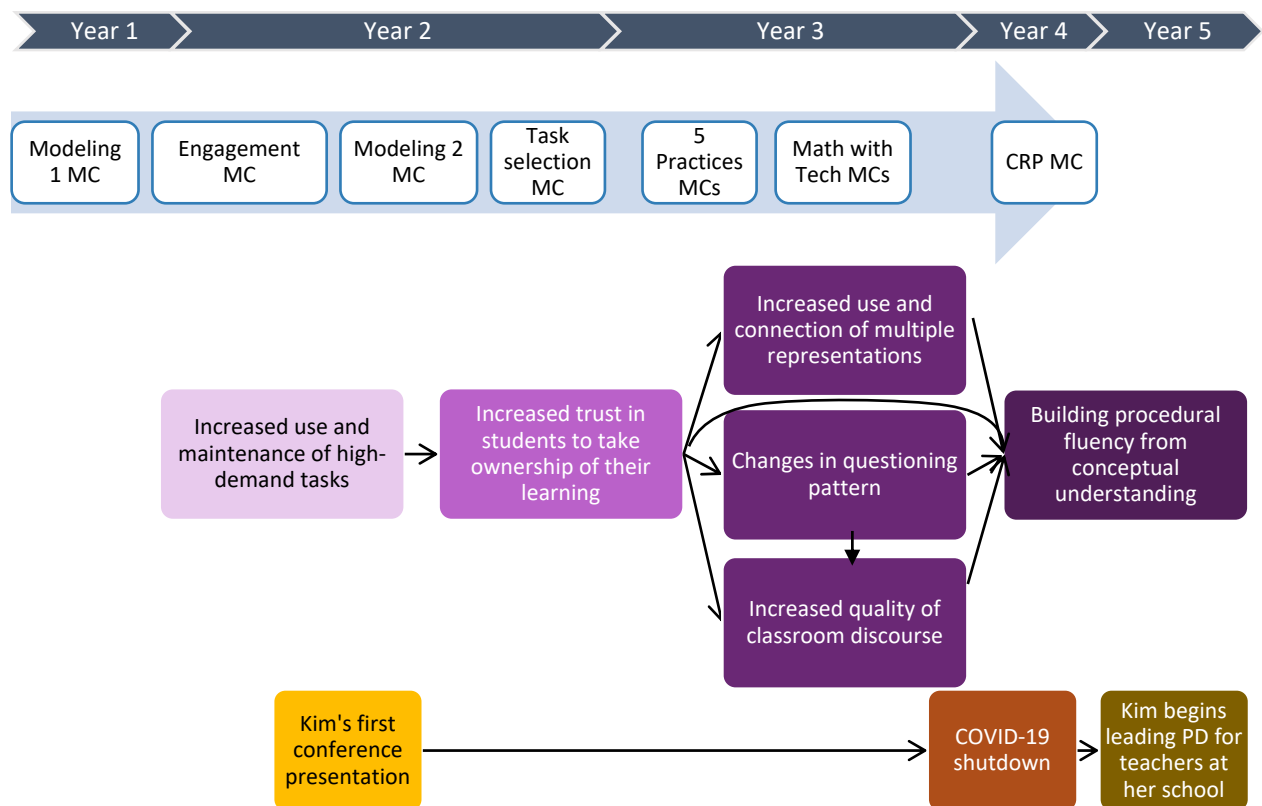 Year 1
Year 2
Year 3
Year 4
Year 5
Modeling
1 MC
Engagement
MC
Modeling 2
MC
Task
selection
MC
5
Practices
MCs
Math with
Tech MCs
CRP MC
Increased use and
connection of multiple
representations
Increased use and
maintenance of high-
demand tasks
Increased trust in
students to take
ownership of their
learning
Changes in questioning
pattern
Building procedural
fluency from
conceptual
understanding
Increased quality of
classroom discourse
Kim's first
conference
presentation
COVID-19
shutdown
Kim begins
leading PD for
teachers at
her school